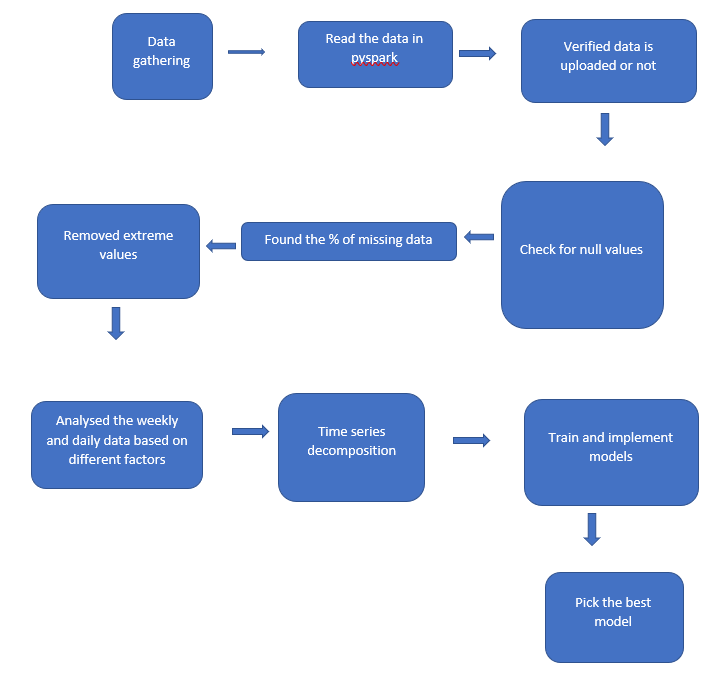 Data
gathering
Read the data in
pyspark
Verified data is
uploaded or not
Check for null values
Found the % of missing data
Removed extreme
values
Analysed the weekly
and daily data based on
different factors
Time series
decomposition
Train and implement
models
Pick the best
model